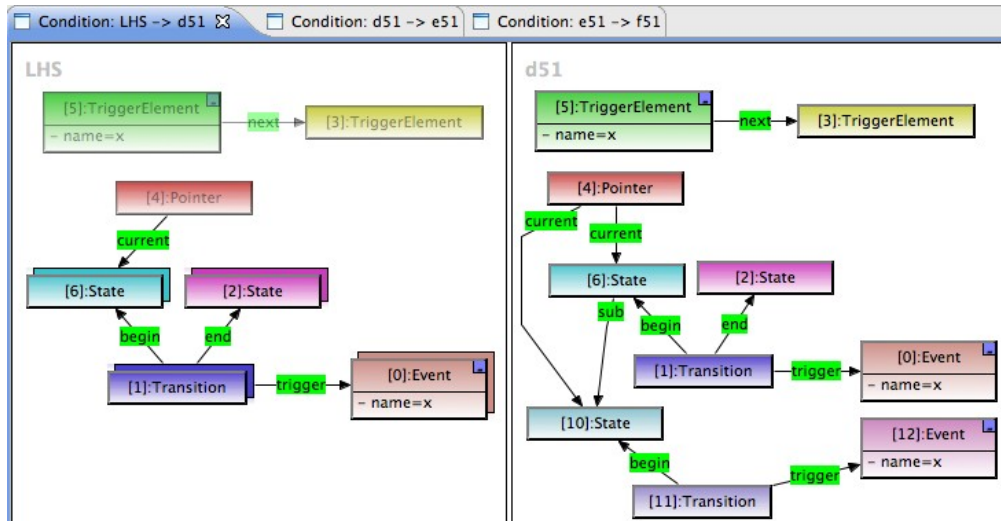 Condition: LHS -> d51
Condition: d51 -> e51
Condition: e51 -> f51
LHS
[5]:TriggerElement
- name=x
next
[3]:TriggerElement
[4]:Pointer
current
[6]:State
[2]:State
begin
end
[1]:Transition
trigger
[0]:Event
- name=x
d51
[5]:TriggerElement
- name=x
next
[3]:TriggerElement
[4]:Pointer
current
current
[6]:State
[2]:State
sub
begin
end
[1]:Transition
trigger
[0]:Event
- name=x
[10]:State
[12]:Event
- name=x
begin
trigger
[11]:Transition